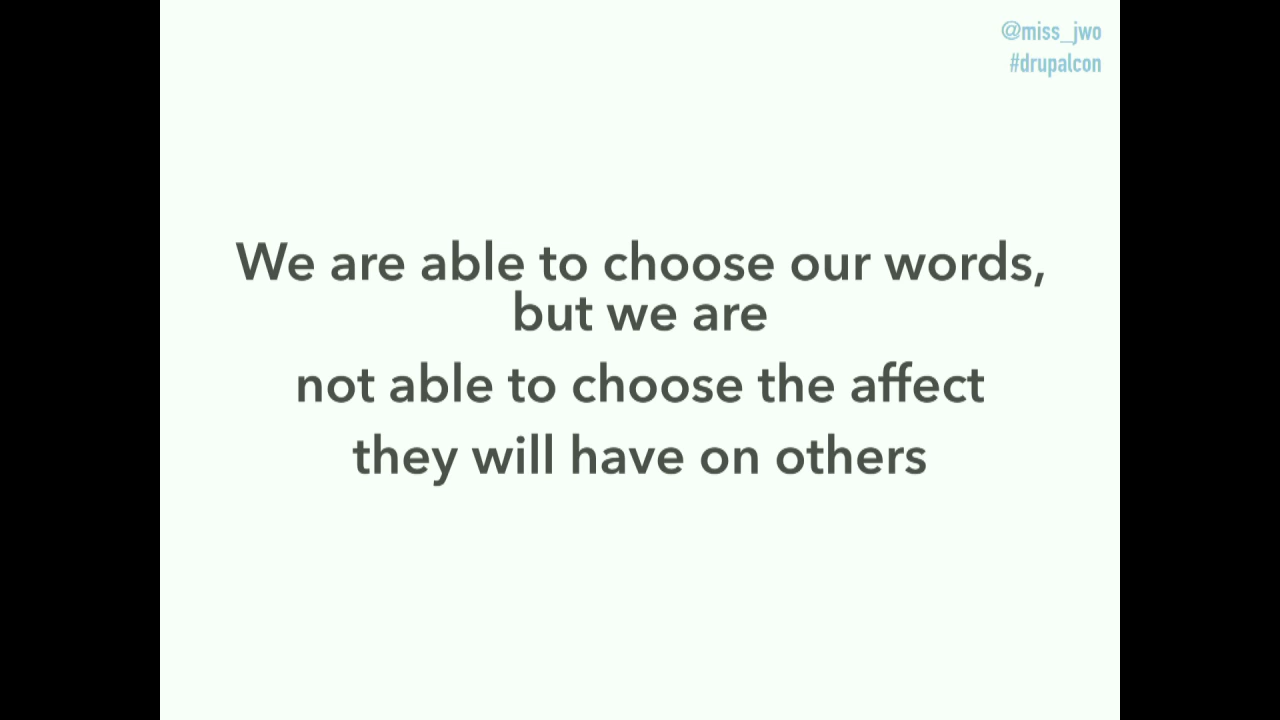 @miss_jwo
#drupalcon
We are able to choose our words,
but we are
not able to choose the affect
they will have on others